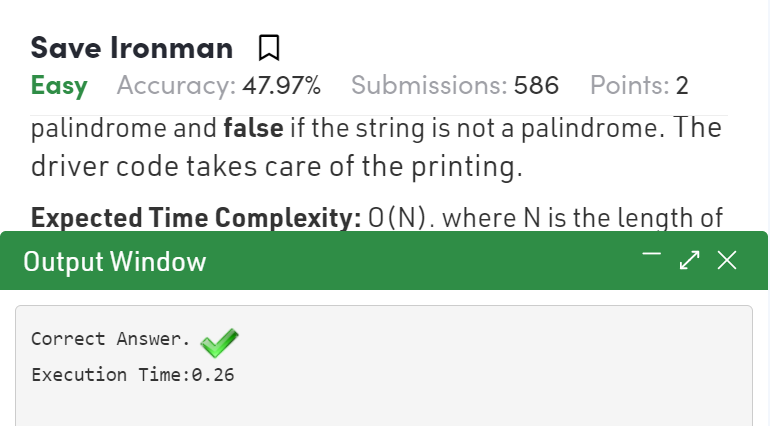 Save Ironman
Easy Accuracy: 47.97% Submissions: 586 Points: 2
palindrome and false if the string is not a palindrome. The
driver code takes care of the printing.
Expected Time Complexity: O(N). where N is the length of
Output Window
Correct Answer.
Execution Time:0.26